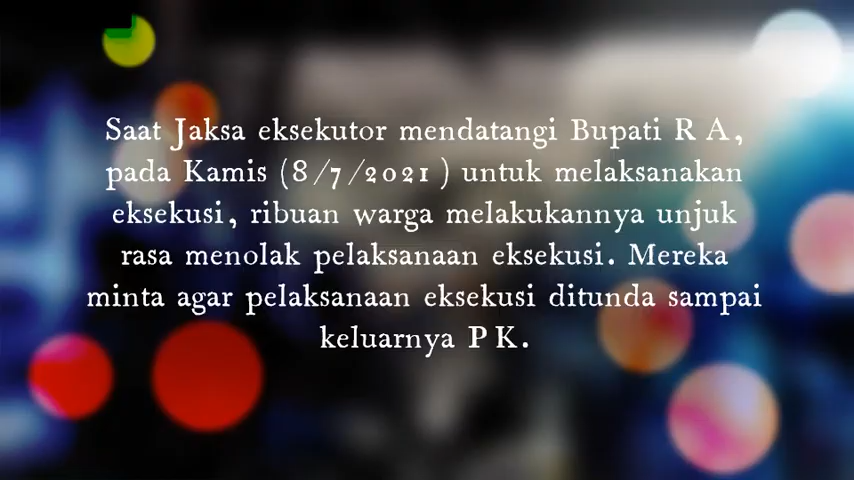 Saat Jaksa eksekutor mendatangi Bupati R A,
pada Kamis (8/7/2021) untuk melaksanakan
eksekusi, ribuan warga melakukannya unjuk
rasa menolak pelaksanaan eksekusi. Mereka
minta agar pelaksanaan eksekusi ditunda sampai
keluarnya P K.